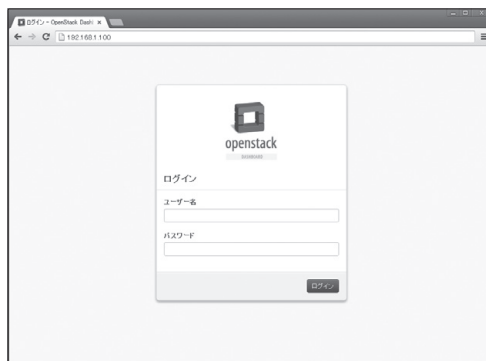 ログイン - OpenStack Dashb
192.168.1.100
openstack
DASHBOARD
ログイン
ユーザー名
パスワード
ログイン